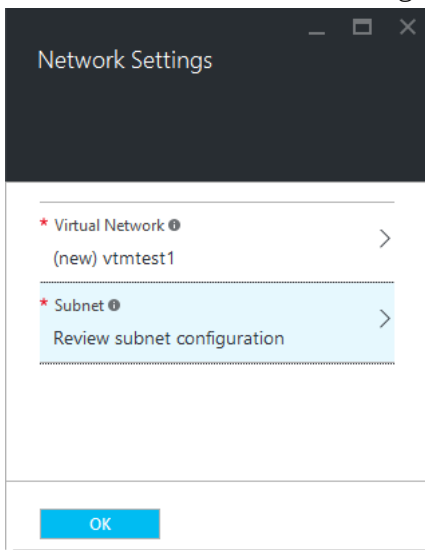 Network Settings
* Virtual Network
(new) vtmtest1
* Subnet
Review subnet configuration
OK